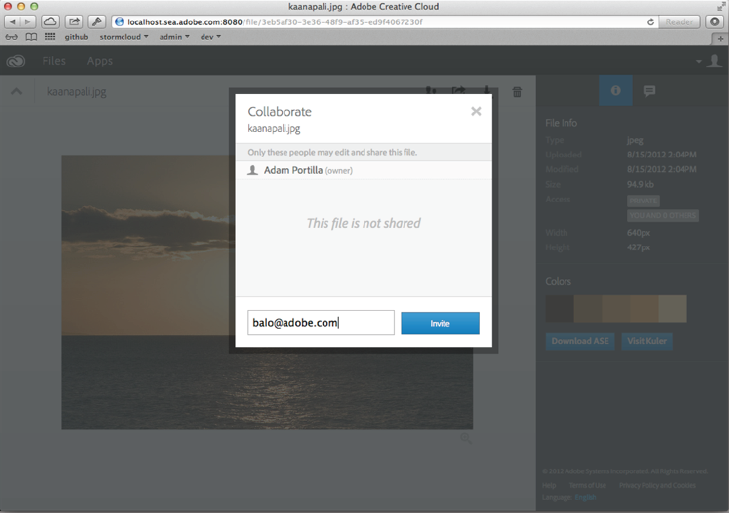 kaanapali.jpg : Adobe Creative Cloud
localhost.sea.adobe.com:8080/file/3eb5af30-3e36-48f9-af35-ed9f4067230f
Reader
github stormcloud admin dev
Files Apps
kaanapali.jpg
Collaborate
kaanapali.jpg
Only these people may edit and share this file.
Adam Portilla (owner)
This file is not shared
balo@adobe.com
Invite
File Info
Type jpeg
Uploaded 8/15/2012 2:04PM
Modified 8/15/2012 2:04PM
Size 94.9 kb
Access PRIVATE
Width 640px
Height 427px
Colors
Download ASE Visit Kuler
© 2012 Adobe Systems Incorporated. All Rights Reserved.
Help Terms of Use Privacy Policy and Cookies
Language English